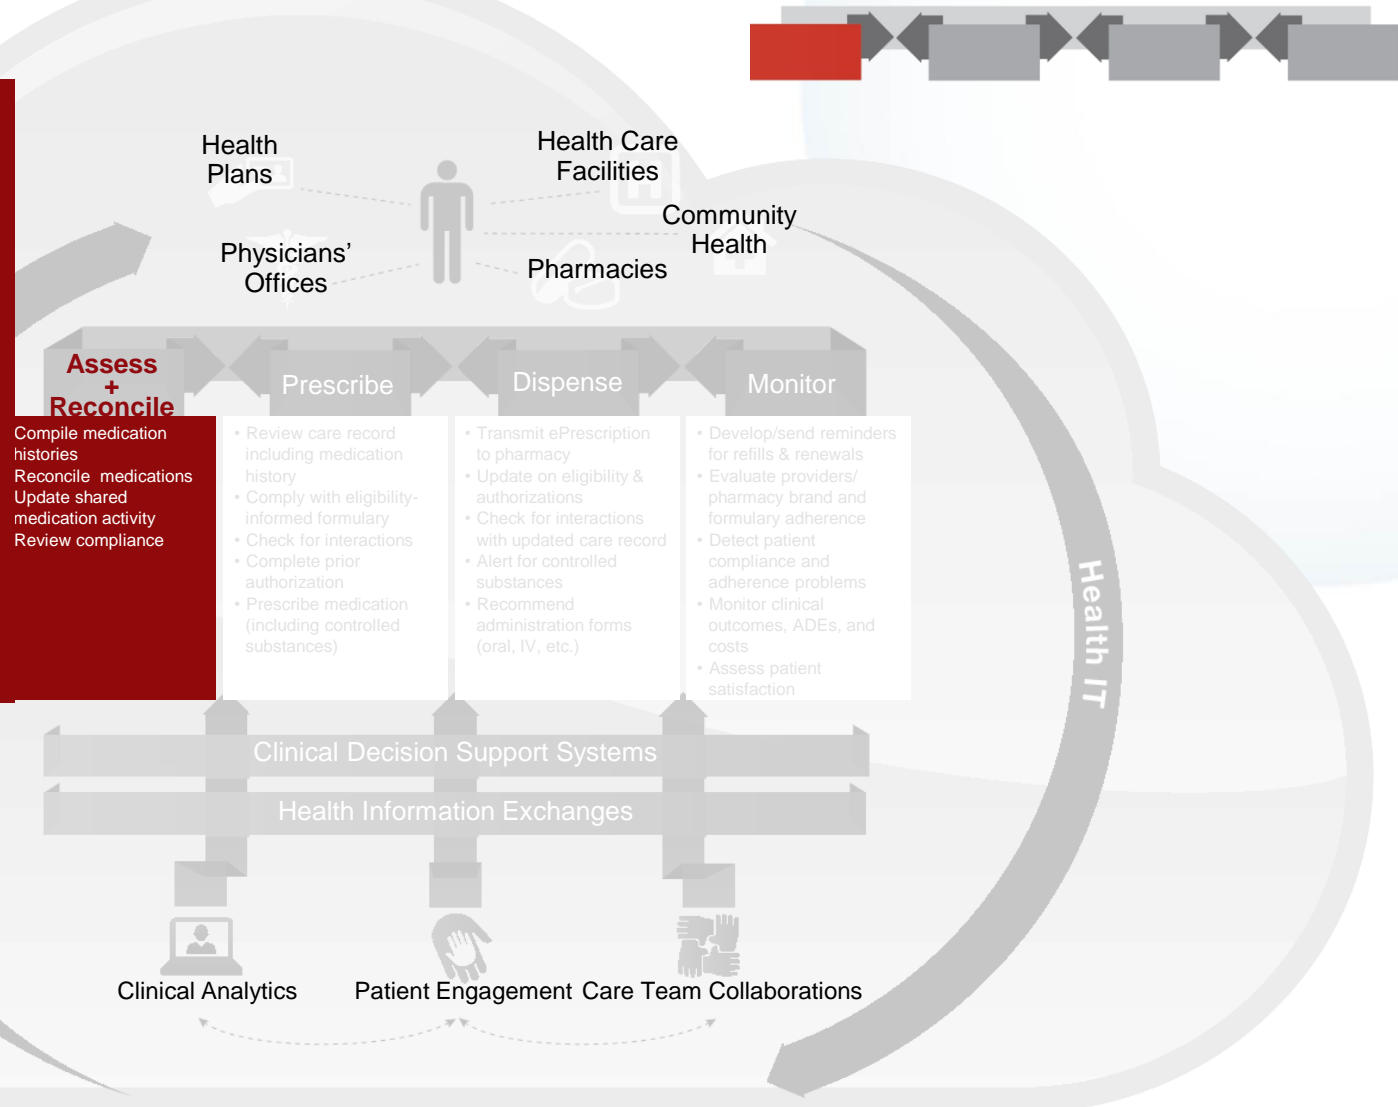 Health
Plans
Health Care
Facilities
Community
Health
Physicians’
Offices
Pharmacies
Assess
+
Reconcile
Compile medication
histories
Reconcile medications
Update shared
medication activity
Review compliance
Prescribe
• Review care record
including medication
history
• Comply with eligibility-
informed formulary
• Check for interactions
• Complete prior
authorization
• Prescribe medication
(including controlled
substances)
Dispense
• Transmit ePrescription
to pharmacy
• Update on eligibility &
authorizations
• Check for interactions
with updated care record
• Alert for controlled
substances
• Recommend
administration forms
(oral, IV, etc.)
Monitor
• Develop/send reminders
for refills & renewals
• Evaluate providers/
pharmacy brand and
formulary adherence
• Detect patient
compliance and
adherence problems
• Monitor clinical
outcomes, ADEs, and
costs
• Assess patient
satisfaction
Health IT
Clinical Decision Support Systems
Health Information Exchanges
Clinical Analytics
Patient Engagement
Care Team Collaborations